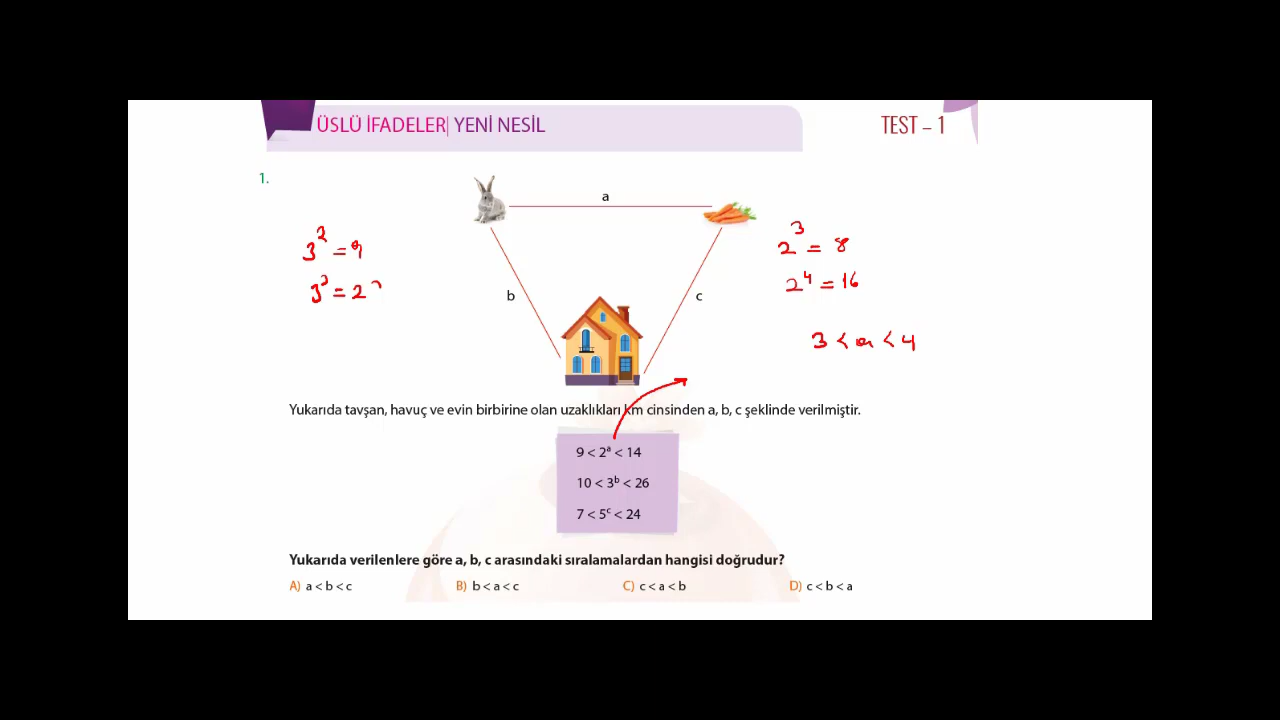 ÜSLÜ İFADELER| YENİ NESİL
TEST – 1
1.
a
b
c
3² = 9
3³ = 2
2³ = 8
2⁴ = 16
3 < a < 4
Yukarıda tavşan, havuç ve evin birbirine olan uzaklıkları km cinsinden a, b, c şeklinde verilmiştir.
9 < 2ᵃ < 14
10 < 3ᵇ < 26
7 < 5ᶜ < 24
Yukarıda verilenlere göre a, b, c arasındaki sıralamalardan hangisi doğrudur?
A) a < b < c
B) b < a < c
C) c < a < b
D) c < b < a